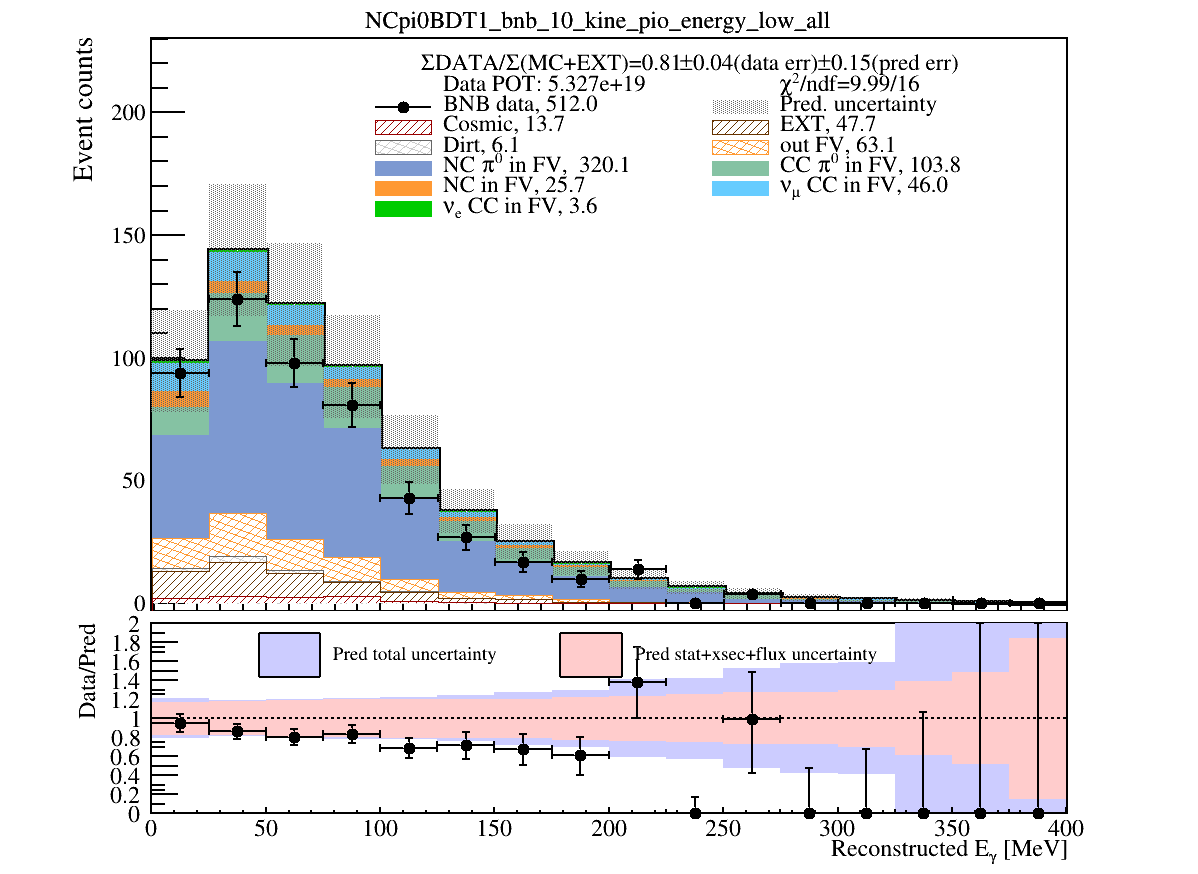 NCpi0BDT1_bnb_10_kine_pio_energy_low_all
ΣDATA/Σ(MC+EXT)=0.81±0.04(data err)±0.15(pred err)
Data POT: 5.327e+19 χ²/ndf=9.99/16
BNB data, 512.0 Pred. uncertainty
Cosmic, 13.7 EXT, 47.7
Dirt, 6.1 out FV, 63.1
NC π⁰ in FV, 320.1 CC π⁰ in FV, 103.8
NC in FV, 25.7 νμ CC in FV, 46.0
νe CC in FV, 3.6
Event counts
200
150
100
50
0
Pred total uncertainty Pred stat+xsec+flux uncertainty
Data/Pred
2
1.8
1.6
1.4
1.2
1
0.8
0.6
0.4
0.2
0
0 50 100 150 200 250 300 350 400
Reconstructed Eγ [MeV]